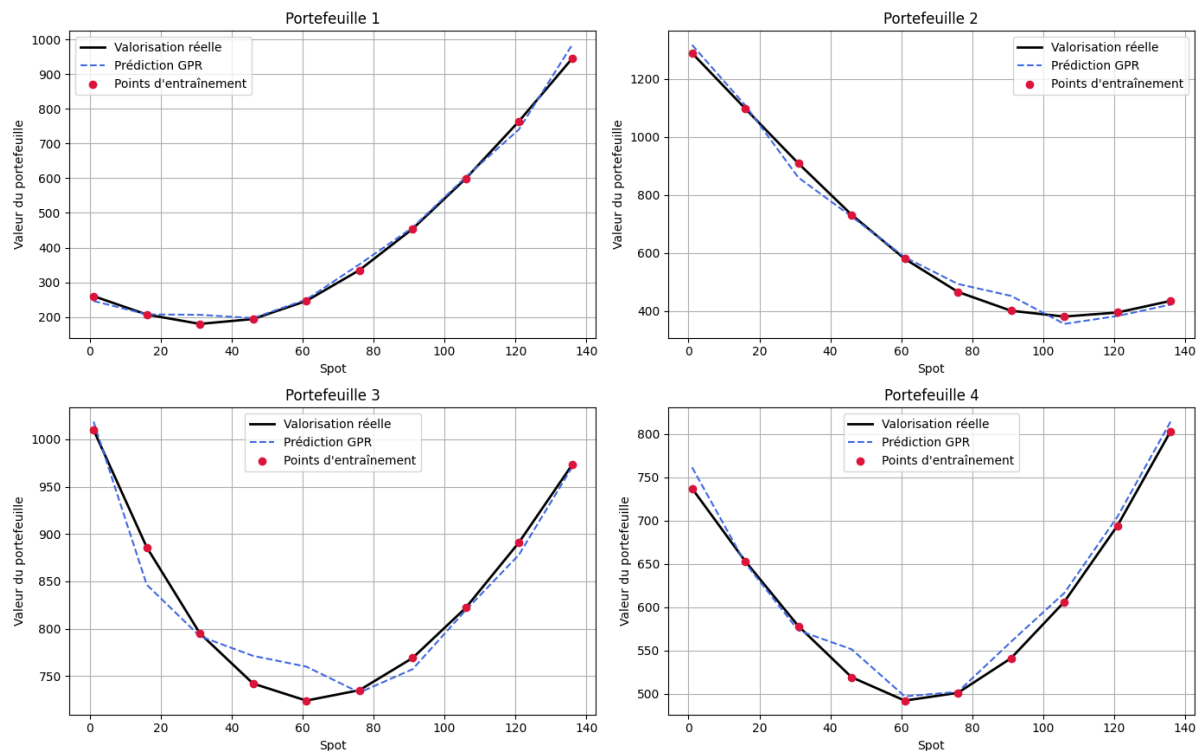 Portefeuille 1
Valorisation réelle
Prédiction GPR
Points d'entraînement
Valeur du portefeuille
1000
900
800
700
600
500
400
300
200
0 20 40 60 80 100 120 140
Spot
Portefeuille 2
Valorisation réelle
Prédiction GPR
Points d'entraînement
Valeur du portefeuille
1200
1000
800
600
400
0 20 40 60 80 100 120 140
Spot
Portefeuille 3
Valorisation réelle
Prédiction GPR
Points d'entraînement
Valeur du portefeuille
1000
950
900
850
800
750
0 20 40 60 80 100 120 140
Spot
Portefeuille 4
Valorisation réelle
Prédiction GPR
Points d'entraînement
Valeur du portefeuille
800
750
700
650
600
550
500
0 20 40 60 80 100 120 140
Spot